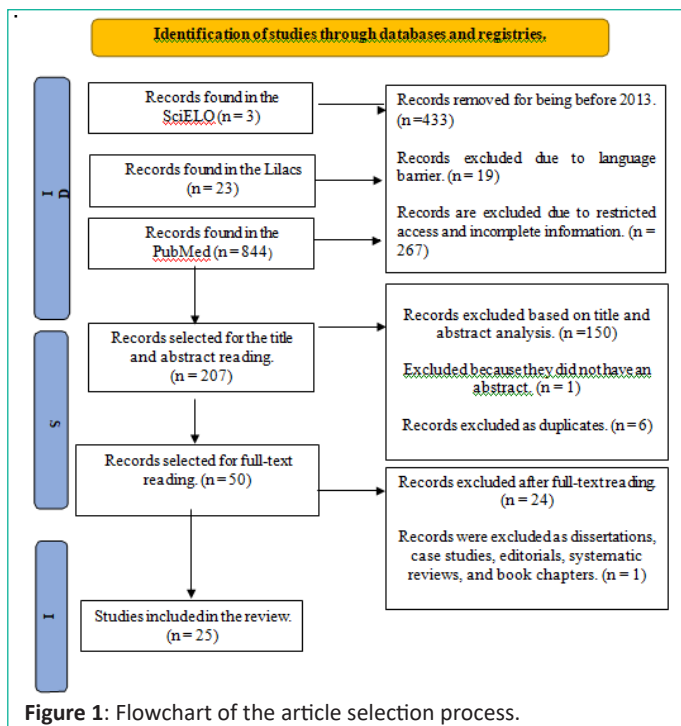 Identification of studies through databases and registries.
Records found in the
SciELO (n = 3)
Records removed for being before 2013.
(n=433)
Records excluded due to language
barrier. (n = 19)
Records are excluded due to restricted
access and incomplete information. (n =
267)
Records found in the Lilacs
(n = 23)
Records found in the
PubMed (n = 844)
ID
Records selected for the title
and abstract reading.
(n = 207)
Records excluded based on title and
abstract analysis. (n =150)
Excluded because they did not have an
abstract. (n = 1)
Records excluded as duplicates. (n = 6)
S
Records selected for full-text
reading. (n = 50)
Records excluded after full-text reading.
(n = 24)
Records were excluded as dissertations,
case studies, editorials, systematic
reviews, and book chapters. (n = 1)
I
Studies included in the review.
(n = 25)
Figure 1: Flowchart of the article selection process.